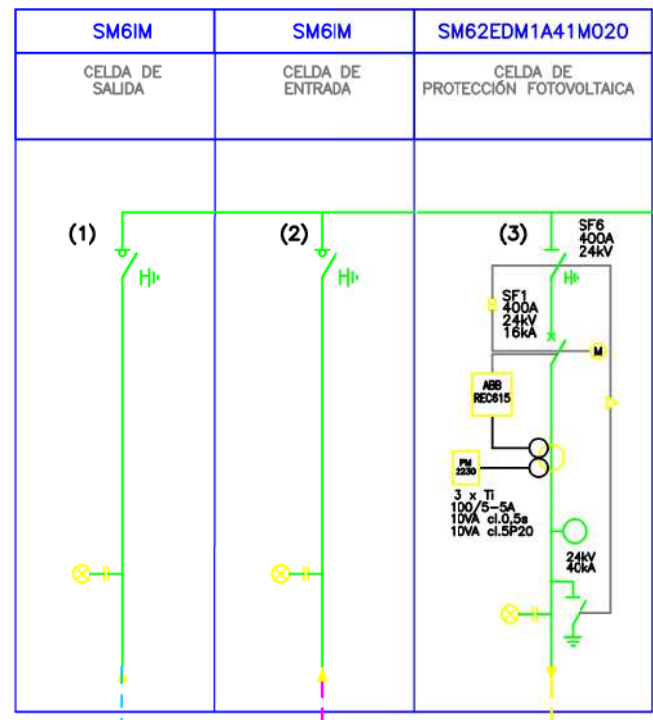 SM6IM
SM6IM
SM62EDM1A41M020
CELDA DE
SALIDA
CELDA DE
ENTRADA
CELDA DE
PROTECCIÓN FOTOVOLTAICA
(1)
(2)
(3)
SF6
400A
24kV
SF1
400A
24kV
16kA
M
ABB
REC615
PM
2230
3 x Ti
100/5-5A
10VA cl.0,5s
10VA cl.5P20
24kV
40kA